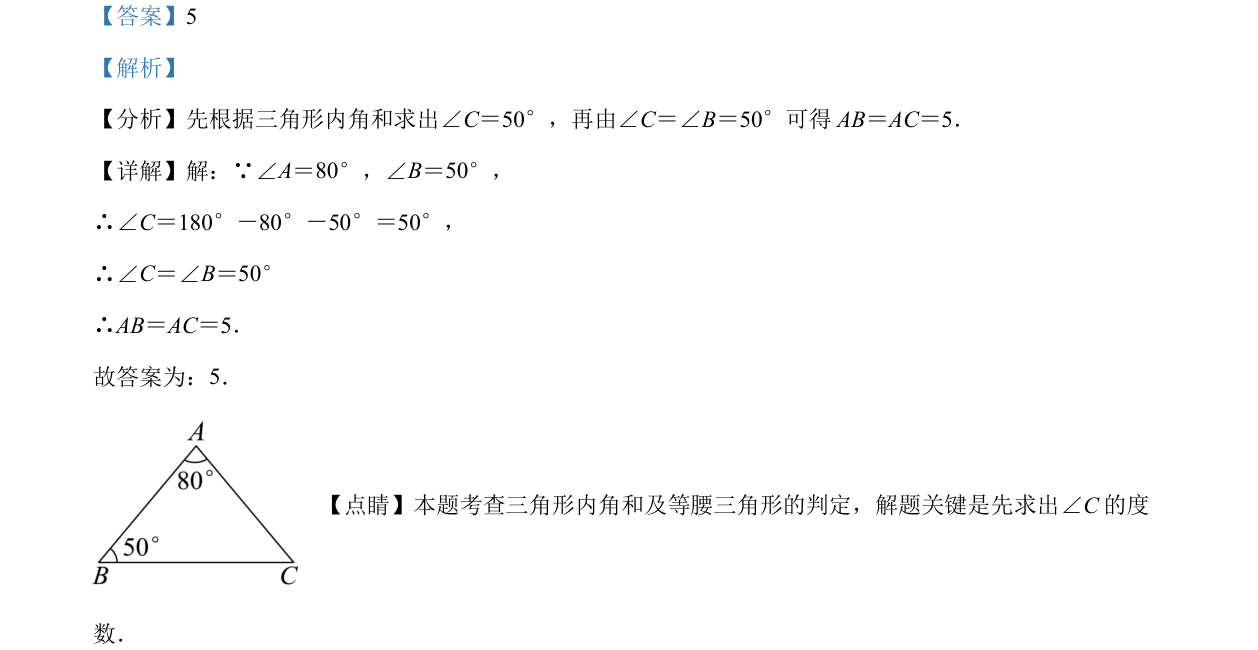 【答案】5
【解析】
【分析】先根据三角形内角和求出∠C＝50°，再由∠C＝∠B＝50°可得 AB＝AC＝5．
【详解】解：∵∠A＝80°，∠B＝50°，
∴∠C＝180°－80°－50°＝50°，
∴∠C＝∠B＝50°
∴AB＝AC＝5．
故答案为：5．
A
80°
50°
B
C
【点睛】本题考查三角形内角和及等腰三角形的判定，解题关键是先求出∠C 的度
数．